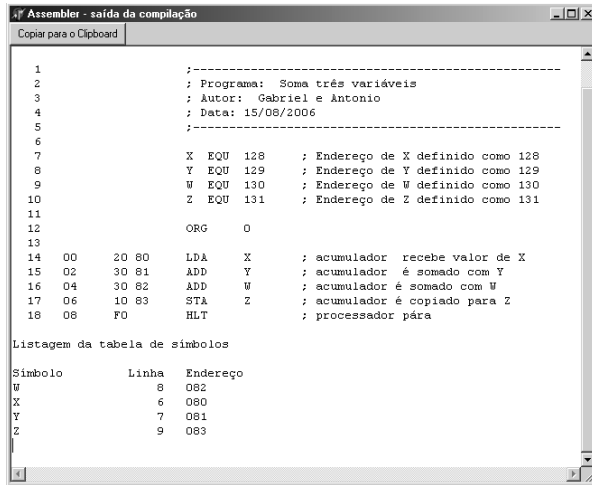 Assembler - saída da compilação
Copiar para o Clipboard
1 ;-----------------------------------------------------
2 ; Programa: Soma três variáveis
3 ; Autor: Gabriel e Antonio
4 ; Data: 15/08/2006
5 ;-----------------------------------------------------
6
7 X EQU 128 ; Endereço de X definido como 128
8 Y EQU 129 ; Endereço de Y definido como 129
9 W EQU 130 ; Endereço de W definido como 130
10 Z EQU 131 ; Endereço de Z definido como 131
11
12 ORG 0
13
14 00 20 80 LDA X ; acumulador recebe valor de X
15 02 30 81 ADD Y ; acumulador é somado com Y
16 04 30 82 ADD W ; acumulador é somado com W
17 06 10 83 STA Z ; acumulador é copiado para Z
18 08 F0 HLT ; processador pára
Listagem da tabela de símbolos
Símbolo Linha Endereço
W 8 082
X 6 080
Y 7 081
Z 9 083